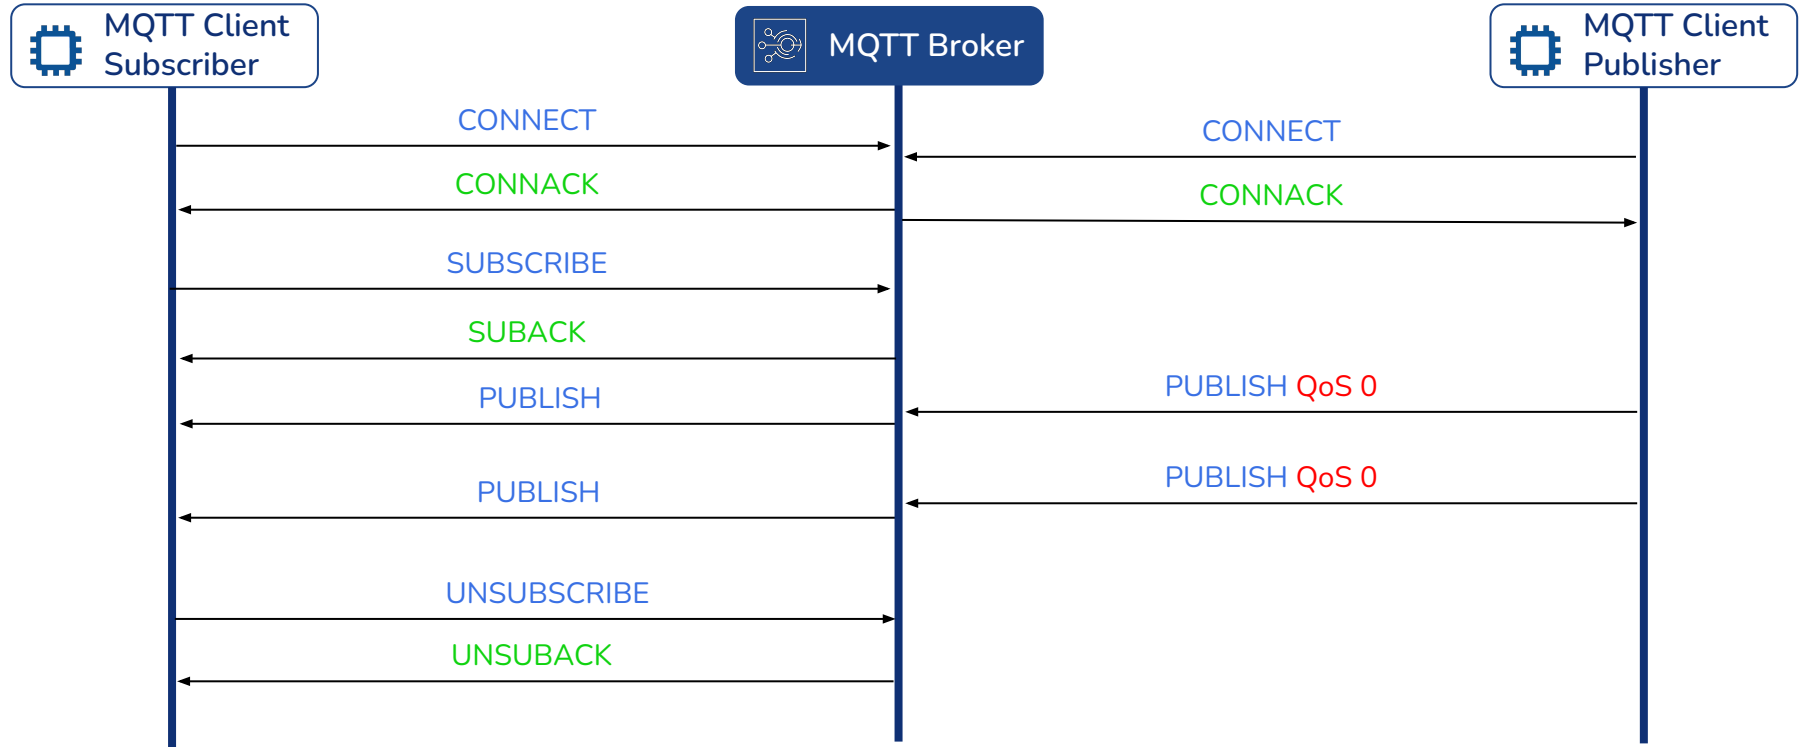 MQTT Client
Subscriber
MQTT Broker
MQTT Client
Publisher
CONNECT
CONNECT
CONNACK
CONNACK
SUBSCRIBE
SUBACK
PUBLISH QoS 0
PUBLISH
PUBLISH QoS 0
PUBLISH
UNSUBSCRIBE
UNSUBACK